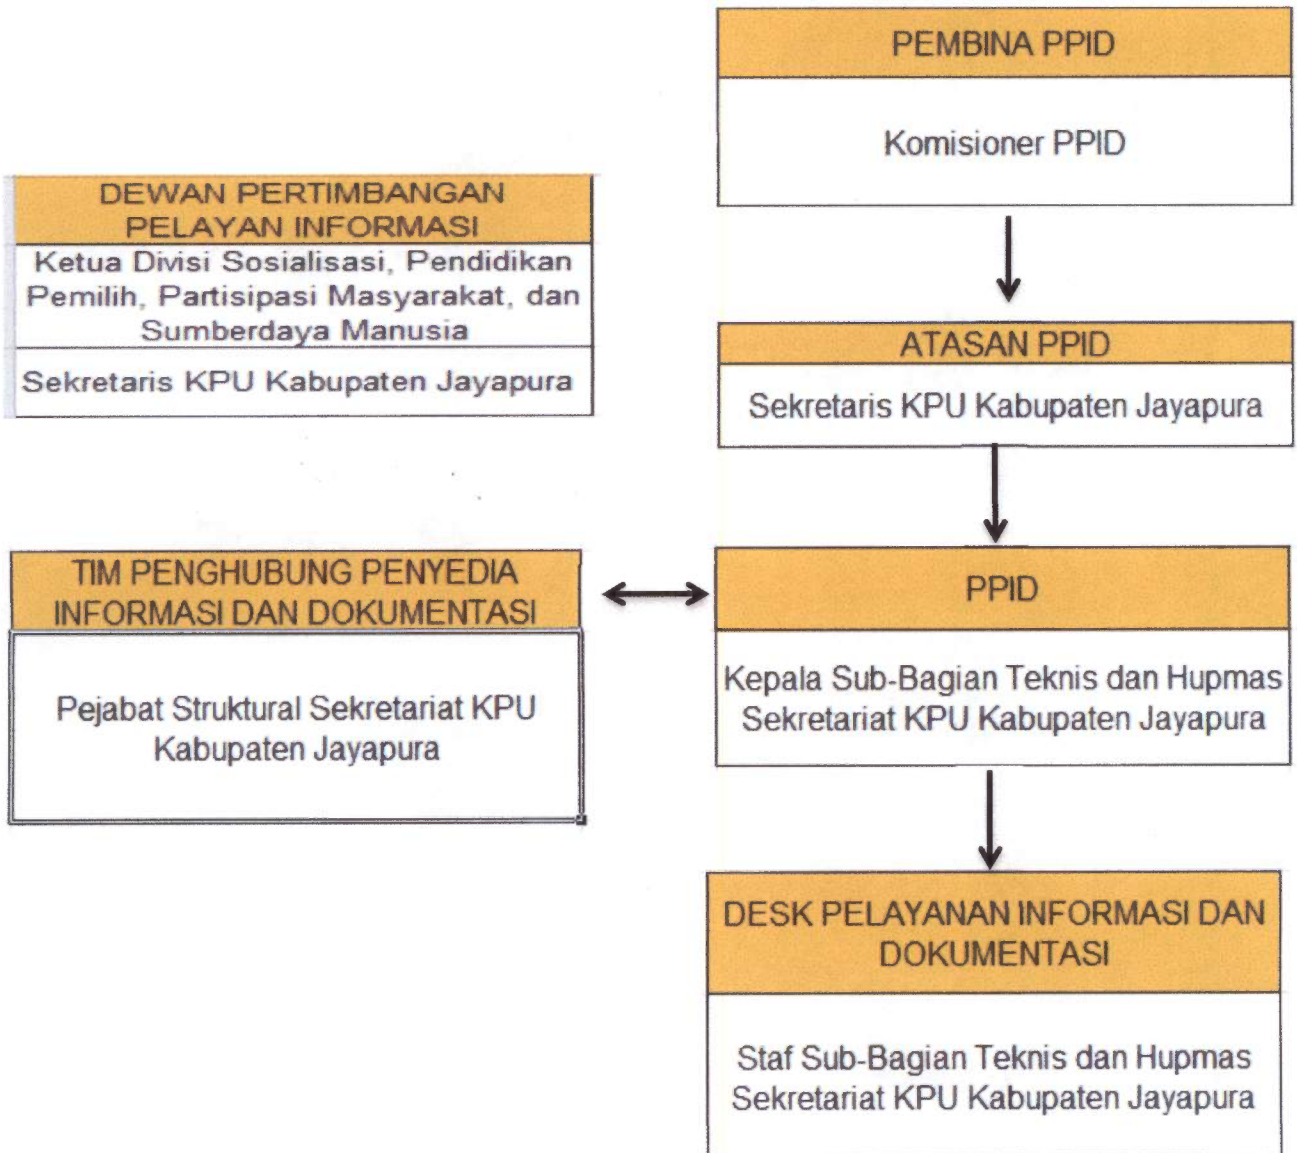 PEMBINA PPID
Komisioner PPID
DEWAN PERTIMBANGAN
PELAYAN INFORMASI
Ketua Divisi Sosialisasi, Pendidikan
Pemilih, Partisipasi Masyarakat, dan
Sumberdaya Manusia
Sekretaris KPU Kabupaten Jayapura
ATASAN PPID
Sekretaris KPU Kabupaten Jayapura
TIM PENGHUBUNG PENYEDIA
INFORMASI DAN DOKUMENTASI
Pejabat Struktural Sekretariat KPU
Kabupaten Jayapura
PPID
Kepala Sub-Bagian Teknis dan Hupmas
Sekretariat KPU Kabupaten Jayapura
DESK PELAYANAN INFORMASI DAN
DOKUMENTASI
Staf Sub-Bagian Teknis dan Hupmas
Sekretariat KPU Kabupaten Jayapura